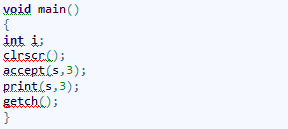 void main()
{
int i;
clrscr();
accept(s,3);
print(s,3);
getch();
}